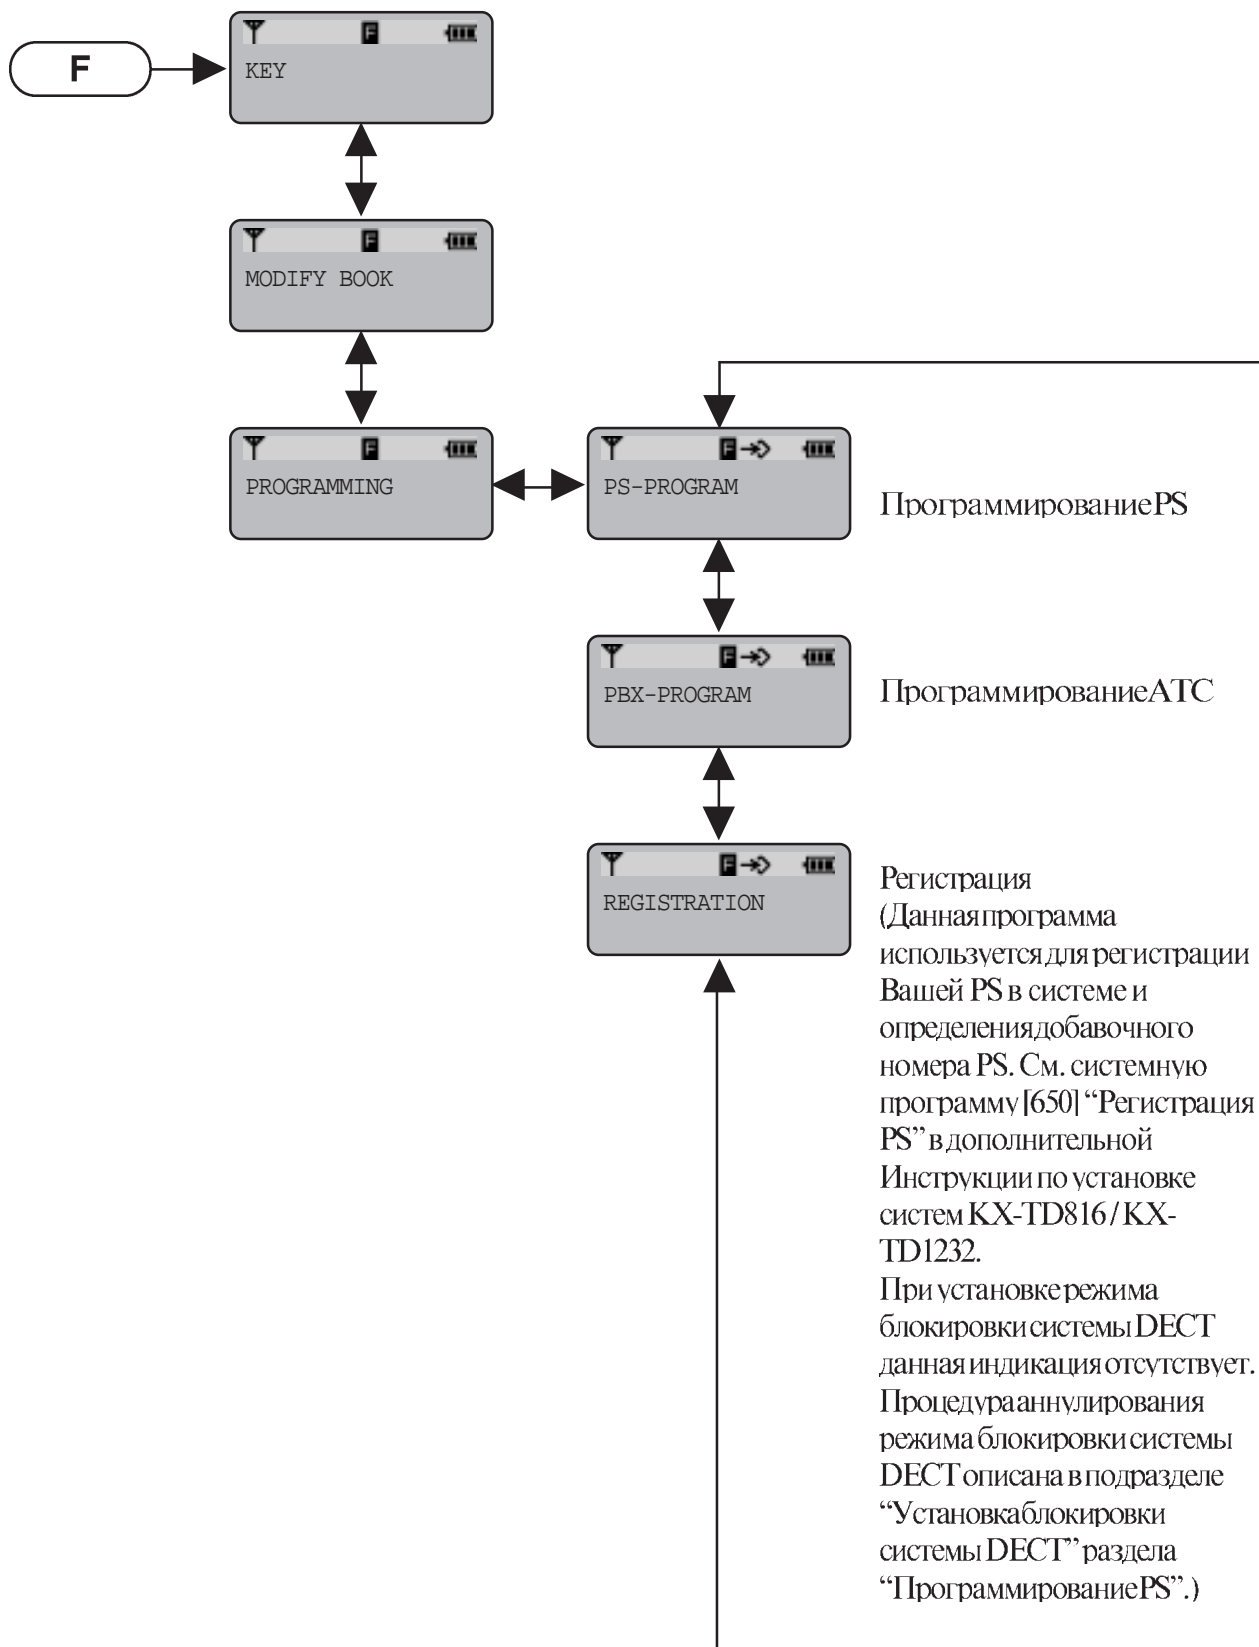 F
F
KEY
F
MODIFY BOOK
F
PROGRAMMING
F
PS-PROGRAM
Программирование PS
F
PBX-PROGRAM
Программирование АТС
F
REGISTRATION
Регистрация
(Данная программа
используется для регистрации
Вашей PS в системе и
определения добавочного
номера PS. См. системную
программу [650] “Регистрация
PS” в дополнительной
Инструкции по установке
систем KX-TD816 / KX-
TD1232.
При установке режима
блокировки системы DECT
данная индикация отсутствует.
Процедура аннулирования
режима блокировки системы
DECT описана в подразделе
“Установка блокировки
системы DECT” раздела
“Программирование PS”.)